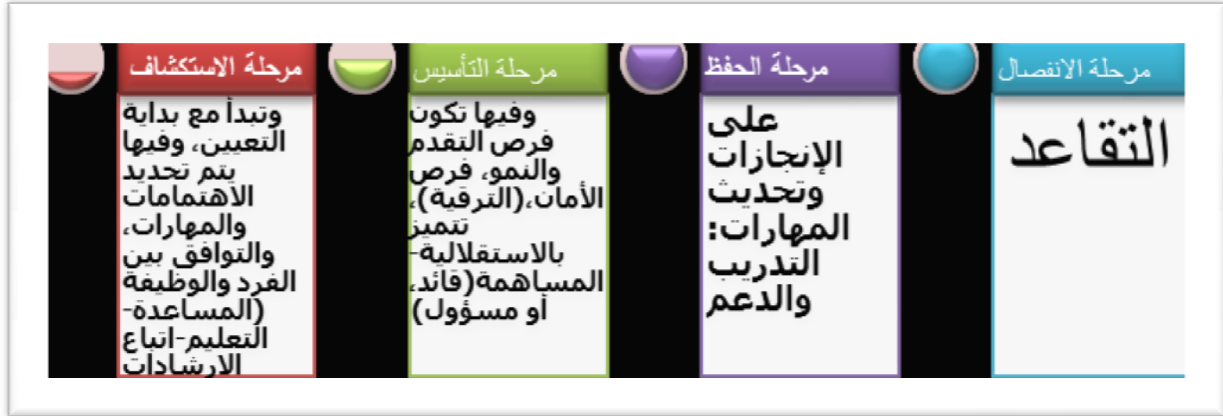 مرحلة الاستكشاف
وتبدأ مع بداية
التعيين، وفيها
يتم تحديد
الاهتمامات
والمهارات،
والتوافق بين
الفرد والوظيفة
(المساعدة-
التعليم-اتباع
الارشادات
مرحلة التأسيس
وفيها تكون
فرص التقدم
والنمو، فرص
الأمان،(الترقية)،
تتميز
بالاستقلالية-
المساهمة(قائد،
أو مسؤول)
مرحلة الحفظ
على
الإنجازات
وتحديث
المهارات:
التدريب
والدعم
مرحلة الانفصال
التقاعد